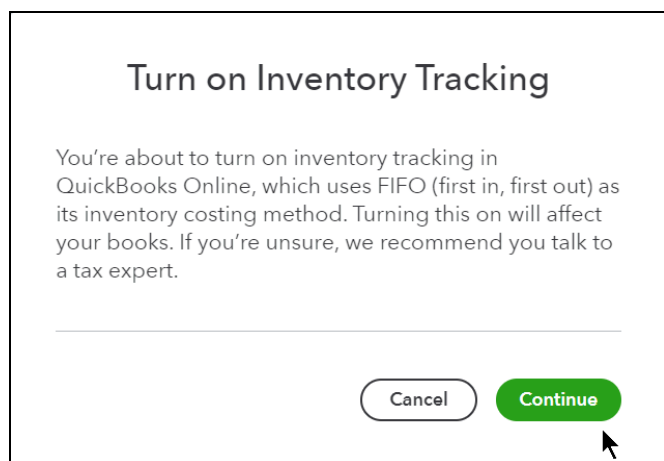 Turn on Inventory Tracking
You’re about to turn on inventory tracking in
QuickBooks Online, which uses FIFO (first in, first out) as
its inventory costing method. Turning this on will affect
your books. If you’re unsure, we recommend you talk to
a tax expert.
Cancel
Continue